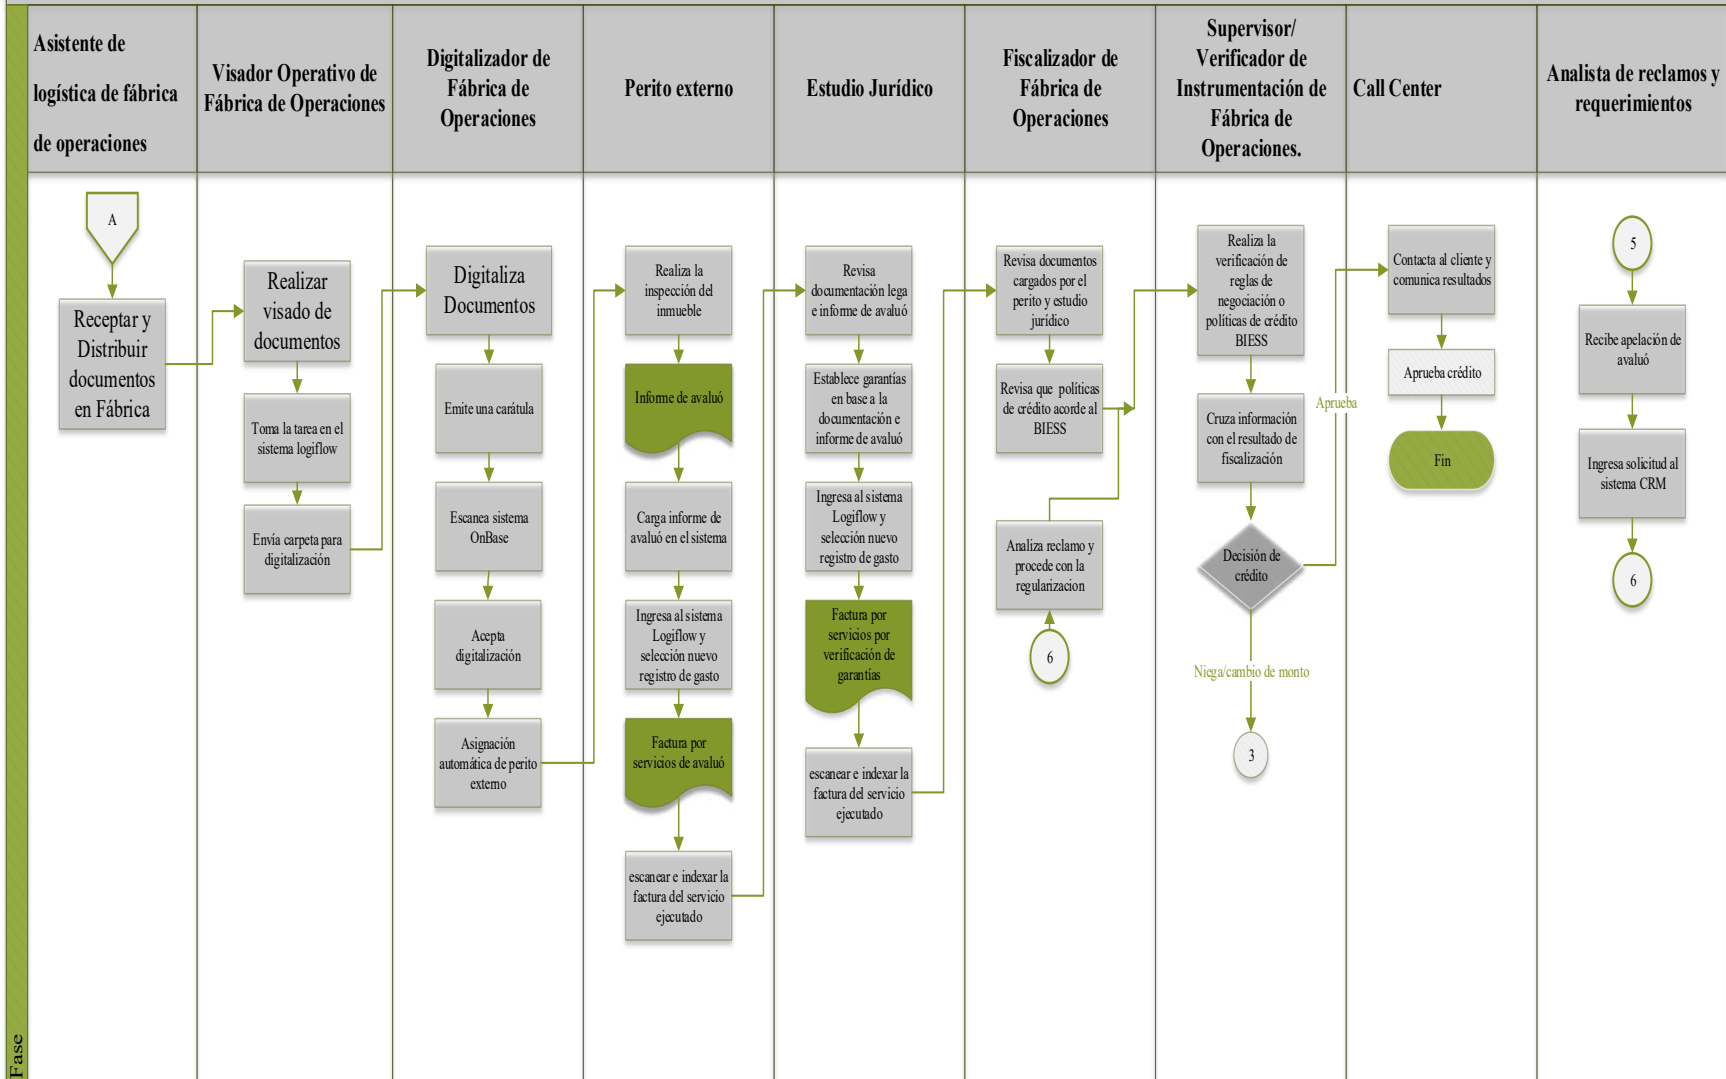 Asistente de
logística de fábrica
de operaciones
Visador Operativo de
Fábrica de Operaciones
Digitalizador de
Fábrica de
Operaciones
Perito externo
Estudio Jurídico
Fiscalizador de
Fábrica de
Operaciones
Supervisor/
Verificador de
Instrumentación de
Fábrica de
Operaciones.
Call Center
Analista de reclamos y
requerimientos
A
Receptar y
Distribuir
documentos
en Fábrica
Realizar
visado de
documentos
Toma la tarea en el
sistema logiflow
Envía carpeta para
digitalización
Digitaliza
Documentos
Emite una carátula
Escanea sistema
OnBase
Acepta
digitalización
Asignación
automática de perito
externo
Realiza la
inspección del
inmueble
Informe de avaluó
Carga informe de
avaluó en el sistema
Ingresa al sistema
Logiflow y
selección nuevo
registro de gasto
Factura por
servicios de avaluó
escanear e indexar la
factura del servicio
ejecutado
Revisa
documentación lega
e informe de avaluó
Establece garantías
en base a la
documentación e
informe de avaluó
Ingresa al sistema
Logiflow y
selección nuevo
registro de gasto
Factura por
servicios por
verificación de
garantías
escanear e indexar la
factura del servicio
ejecutado
Revisa documentos
cargados por el
perito y estudio
jurídico
Revisa que políticas
de crédito acorde al
BIESS
Analiza reclamo y
procede con la
regularizacion
6
Realiza la
verificación de
reglas de
negociación o
políticas de crédito
BIESS
Cruza información
con el resultado de
fiscalización
Decisión de
crédito
Aprueba
Niega/cambio de monto
3
Contacta al cliente y
comunica resultados
Aprueba crédito
Fin
5
Recibe apelación de
avaluó
Ingresa solicitud al
sistema CRM
6
Fase